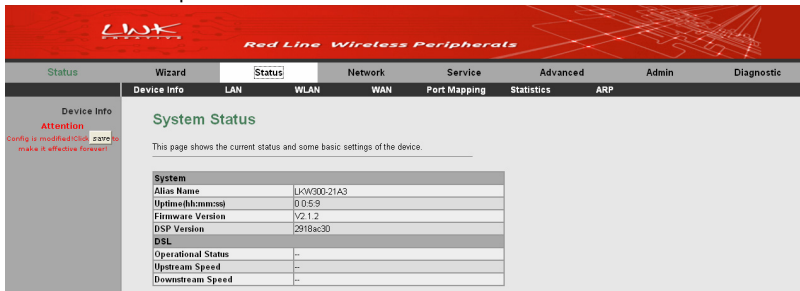 LINK
CREATIVE
Red Line Wireless Peripherals
Status
Wizard Status Network Service Advanced Admin Diagnostic
Device Info LAN WLAN WAN Port Mapping Statistics ARP
Device Info
Attention
Config is modified!Click save to
make it effective forever!
System Status
This page shows the current status and some basic settings of the device.
System
Alias Name LKW300-21A3
Uptime(hh:mm:ss) 0 0:5:9
Firmware Version V2.1.2
DSP Version 2918ac30
DSL
Operational Status --
Upstream Speed --
Downstream Speed --